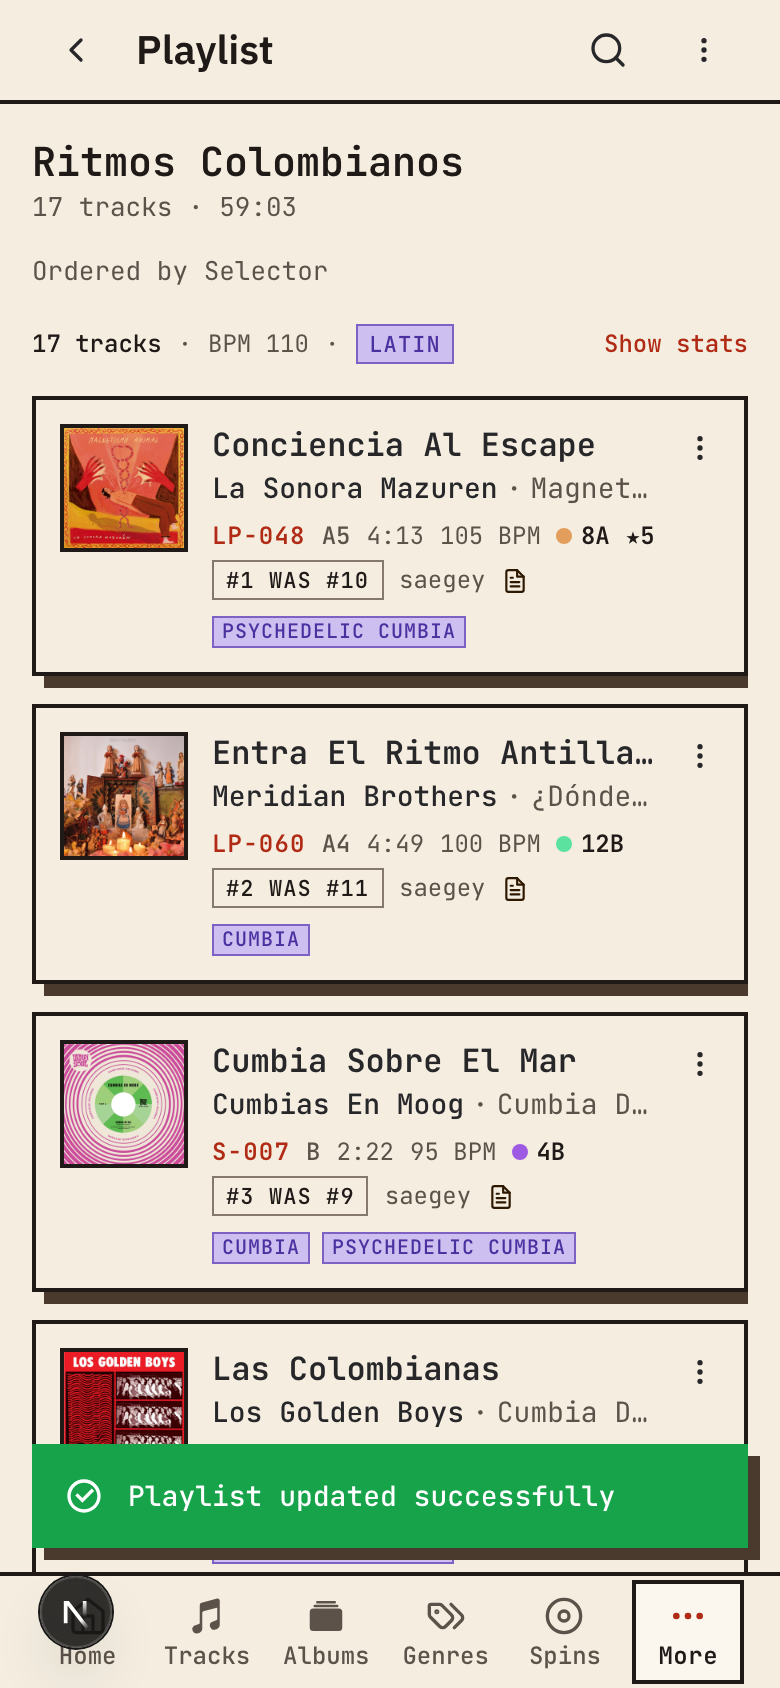 Playlist
Ritmos Colombianos
17 tracks · 59:03
Ordered by Selector
17 tracks · BPM 110 · LATIN Show stats
Conciencia Al Escape
La Sonora Mazuren · Magnet…
LP-048 A5 4:13 105 BPM 8A ★5
#1 WAS #10 saegey
PSYCHEDELIC CUMBIA
Entra El Ritmo Antilla…
Meridian Brothers · ¿Dónde…
LP-060 A4 4:49 100 BPM 12B
#2 WAS #11 saegey
CUMBIA
Cumbia Sobre El Mar
Cumbias En Moog · Cumbia D…
S-007 B 2:22 95 BPM 4B
#3 WAS #9 saegey
CUMBIA PSYCHEDELIC CUMBIA
LOS GOLDEN BOYS
Las Colombianas
Los Golden Boys · Cumbia D…
Playlist updated successfully
N
Home Tracks Albums Genres Spins More